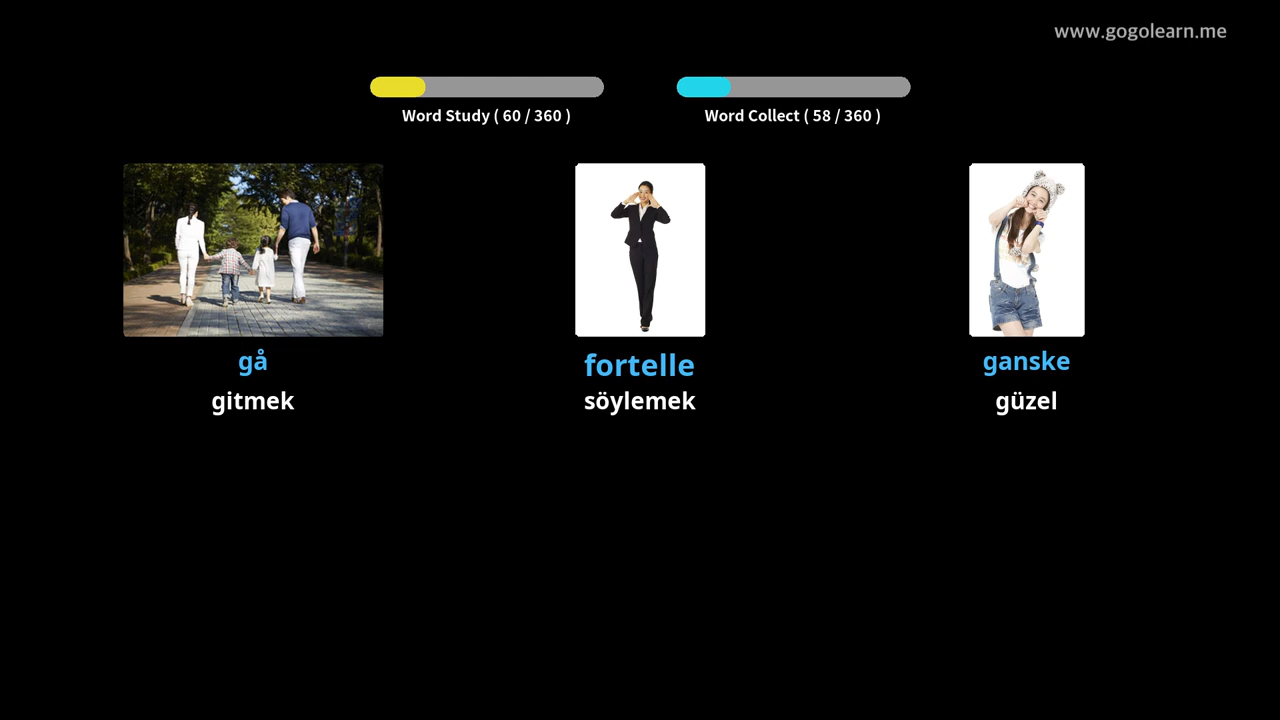 www.gogolearn.me
Word Study ( 60 / 360 )
Word Collect ( 58 / 360 )
gå
gitmek
fortelle
söylemek
ganske
güzel